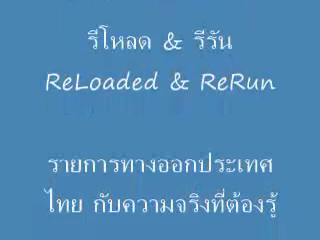 รีโหลด & รีรัน
ReLoaded & ReRun
รายการทางออกประเทศ
ไทย กับความจริงที่ต้องรู้